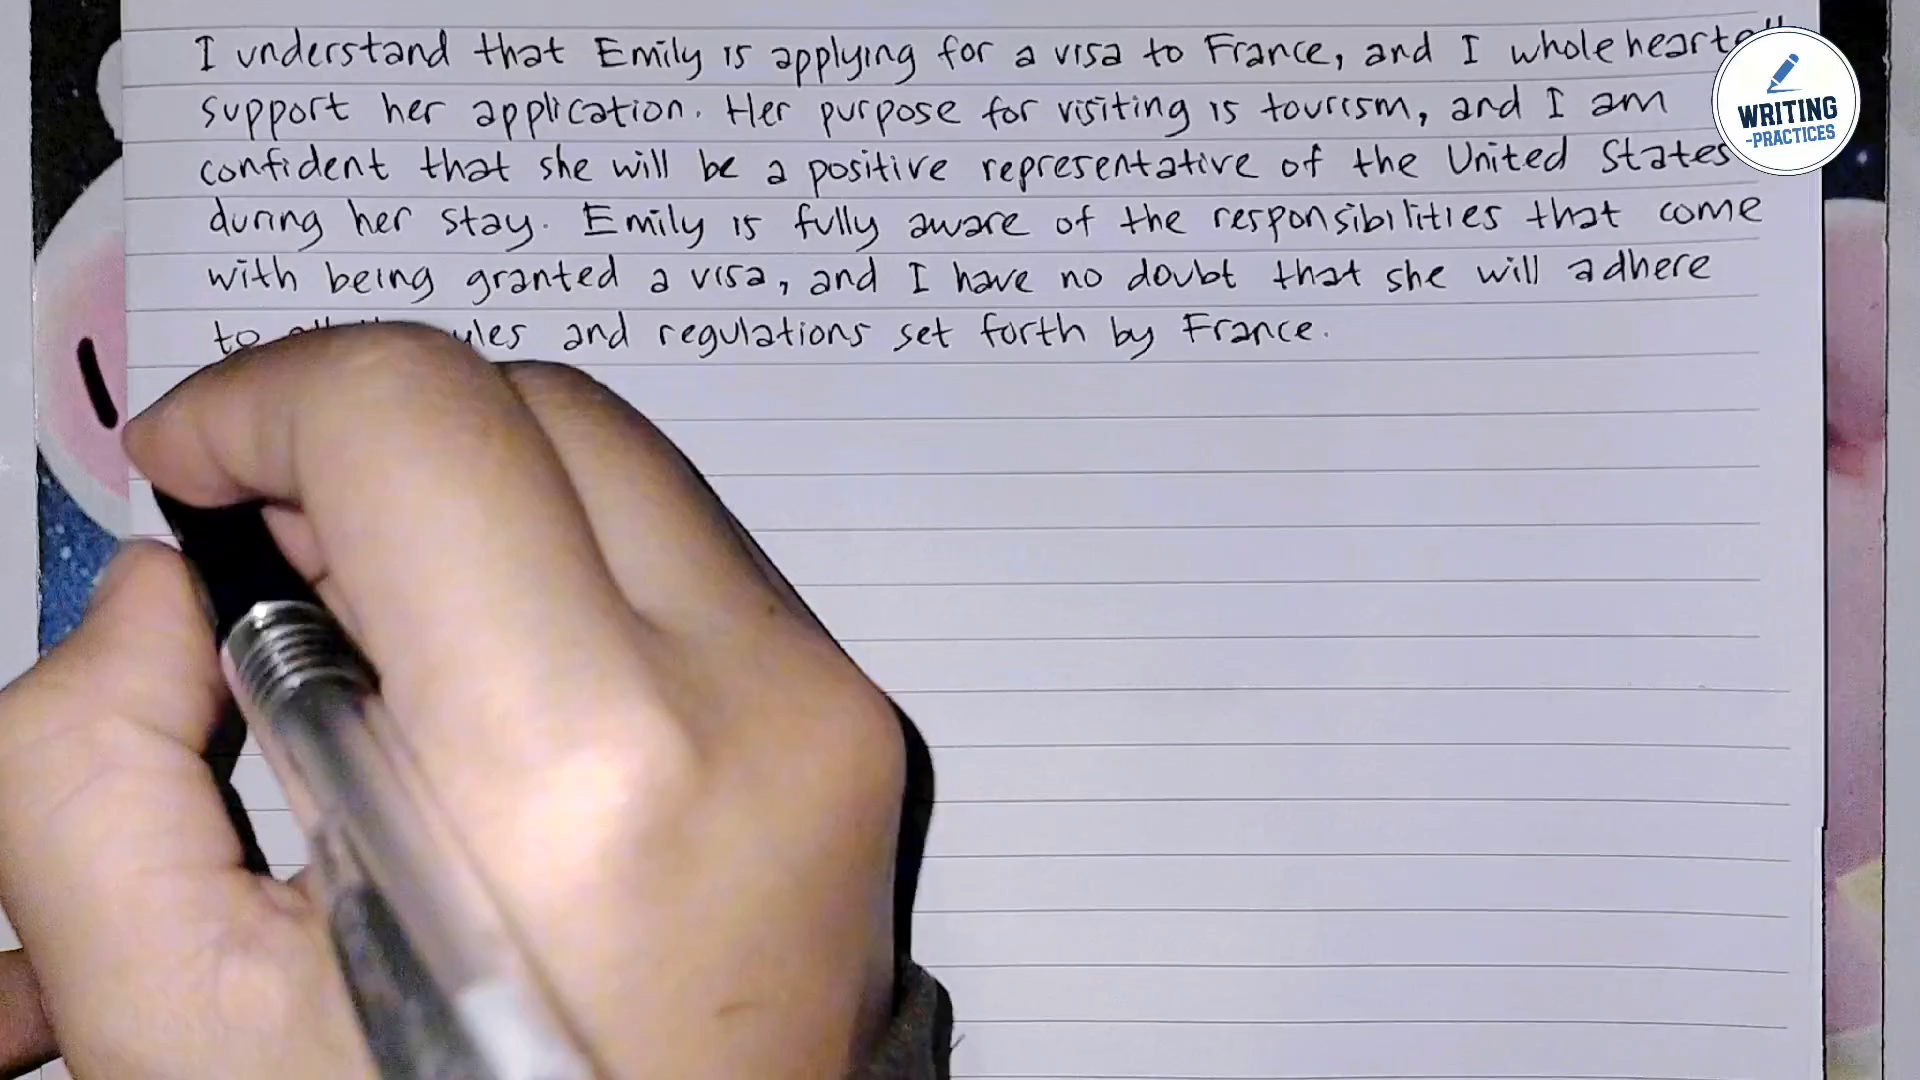 I understand that Emily is applying for a visa to France, and I
support her application. Her purpose for visiting is tourism, and I am
confident that she will be a positive representative of the United States
during her stay. Emily is fully aware of the responsibilities that come
with being granted a visa, and I have no doubt that she will adhere
to and regulations set forth by France.
WRITING
-PRACTICES